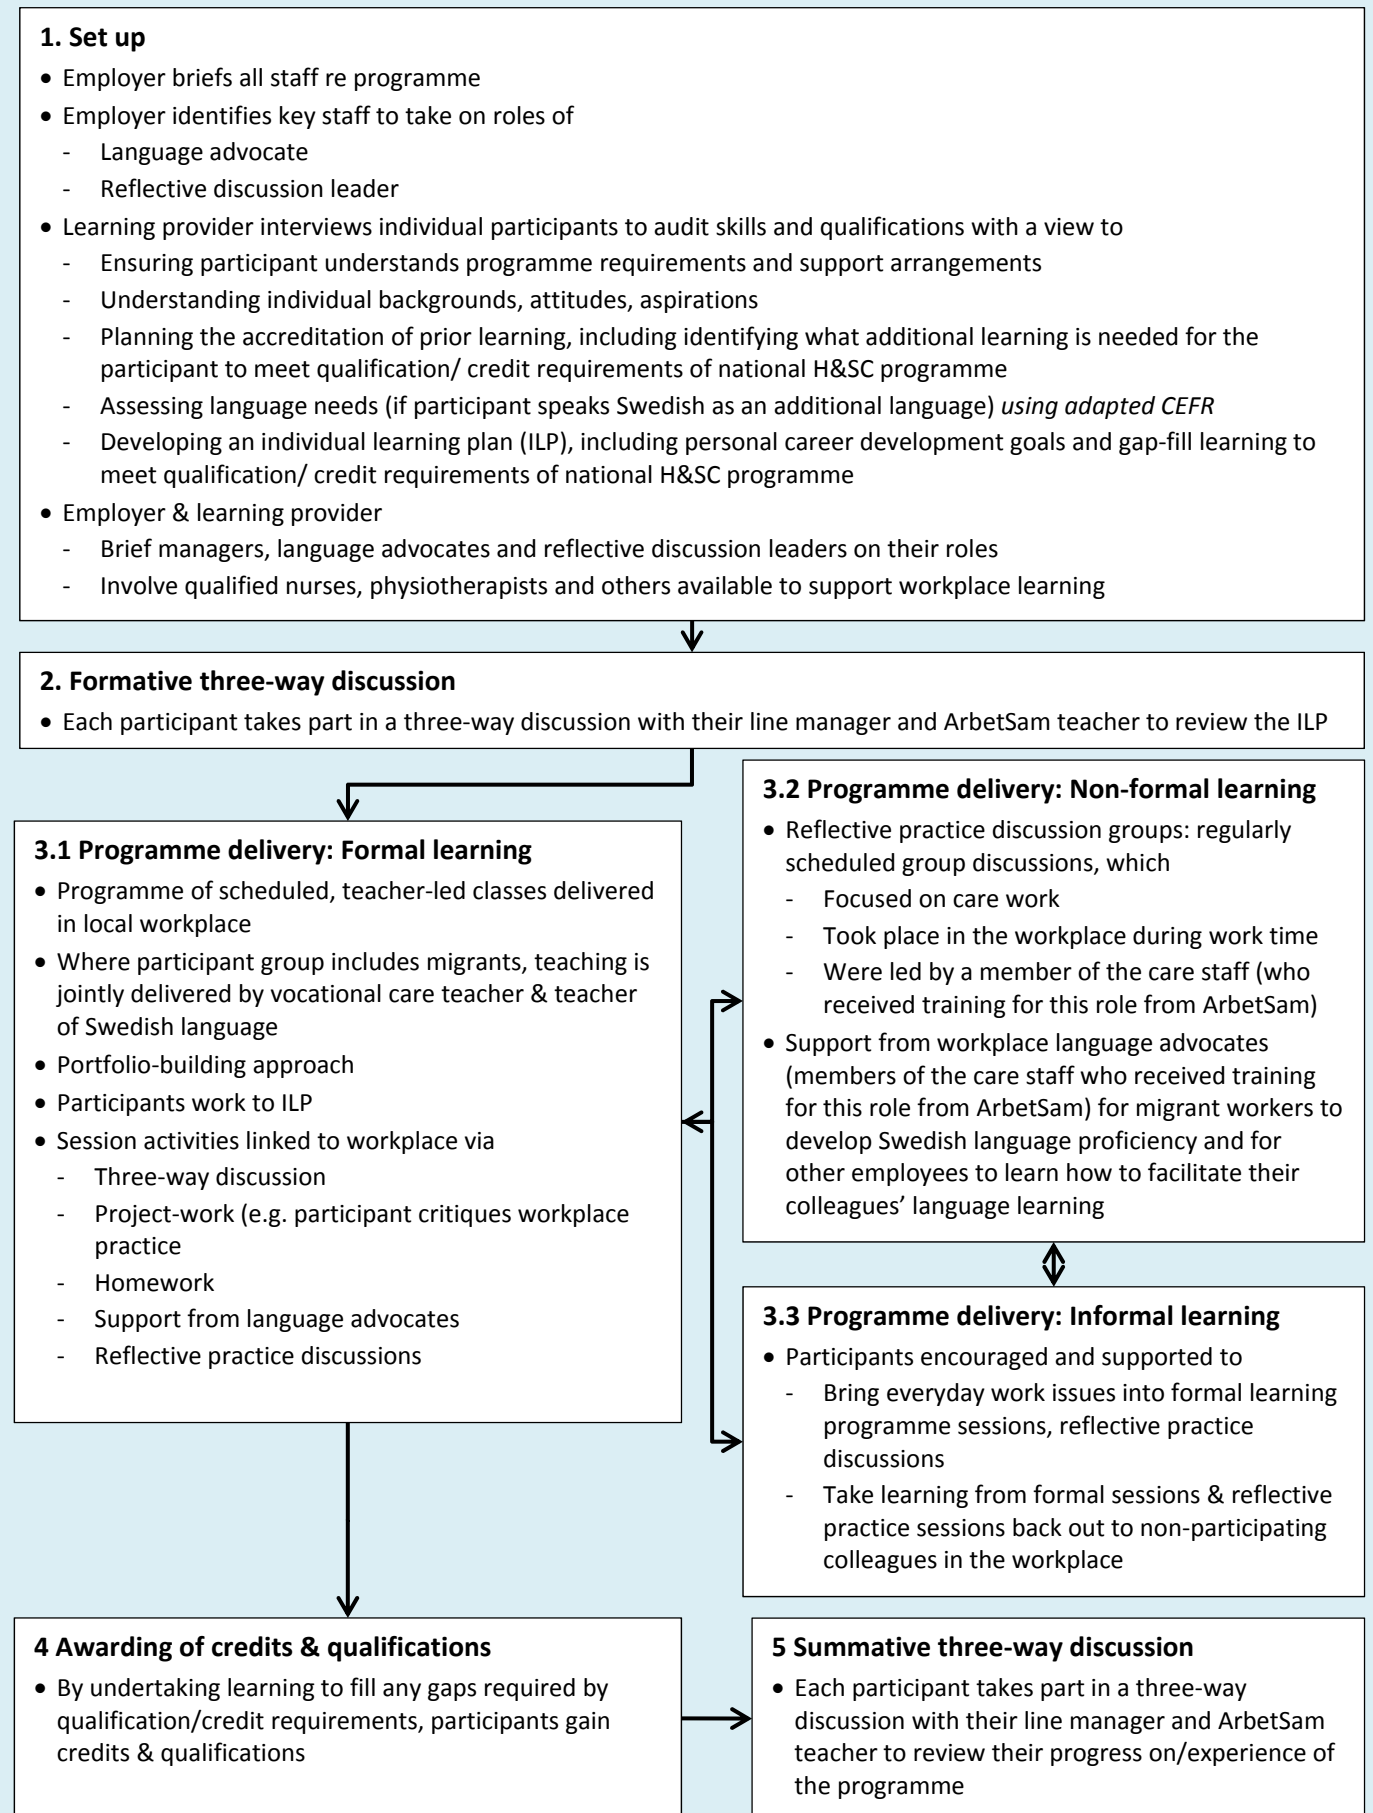 1. Set up
• Employer briefs all staff re programme
• Employer identifies key staff to take on roles of
- Language advocate
- Reflective discussion leader
• Learning provider interviews individual participants to audit skills and qualifications with a view to
- Ensuring participant understands programme requirements and support arrangements
- Understanding individual backgrounds, attitudes, aspirations
- Planning the accreditation of prior learning, including identifying what additional learning is needed for the
participant to meet qualification/ credit requirements of national H&SC programme
- Assessing language needs (if participant speaks Swedish as an additional language) using adapted CEFR
- Developing an individual learning plan (ILP), including personal career development goals and gap-fill learning to
meet qualification/ credit requirements of national H&SC programme
• Employer & learning provider
- Brief managers, language advocates and reflective discussion leaders on their roles
- Involve qualified nurses, physiotherapists and others available to support workplace learning
2. Formative three-way discussion
• Each participant takes part in a three-way discussion with their line manager and ArbetSam teacher to review the ILP
3.1 Programme delivery: Formal learning
• Programme of scheduled, teacher-led classes delivered
in local workplace
• Where participant group includes migrants, teaching is
jointly delivered by vocational care teacher & teacher
of Swedish language
• Portfolio-building approach
• Participants work to ILP
• Session activities linked to workplace via
- Three-way discussion
- Project-work (e.g. participant critiques workplace
practice
- Homework
- Support from language advocates
- Reflective practice discussions
3.2 Programme delivery: Non-formal learning
• Reflective practice discussion groups: regularly
scheduled group discussions, which
- Focused on care work
- Took place in the workplace during work time
- Were led by a member of the care staff (who
received training for this role from ArbetSam)
• Support from workplace language advocates
(members of the care staff who received training
for this role from ArbetSam) for migrant workers to
develop Swedish language proficiency and for
other employees to learn how to facilitate their
colleagues’ language learning
3.3 Programme delivery: Informal learning
• Participants encouraged and supported to
- Bring everyday work issues into formal learning
programme sessions, reflective practice
discussions
- Take learning from formal sessions & reflective
practice sessions back out to non-participating
colleagues in the workplace
4 Awarding of credits & qualifications
• By undertaking learning to fill any gaps required by
qualification/credit requirements, participants gain
credits & qualifications
5 Summative three-way discussion
• Each participant takes part in a three-way
discussion with their line manager and ArbetSam
teacher to review their progress on/experience of
the programme